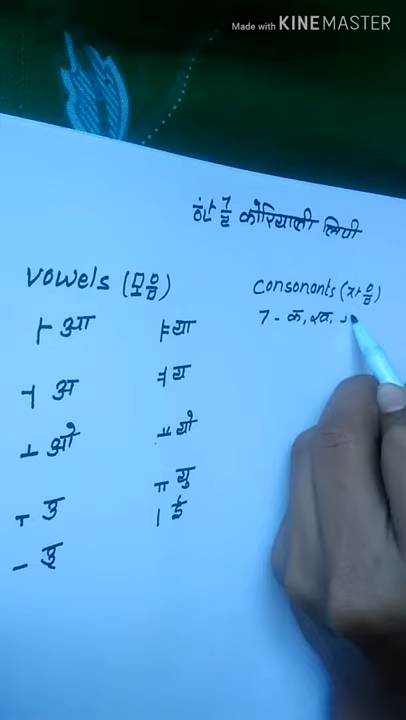 Made with KINEMASTER
한글 कोरियाली लिपी
vowels (모음)
ㅏ आ
ㅓ अ
ㅗ ओ
ㅜ उ
ㅡ उ
ㅑ या
ㅕ य
ㅛ यो
ㅠ यु
ㅣ ई
consonants (자음)
ㄱ - क, ख,